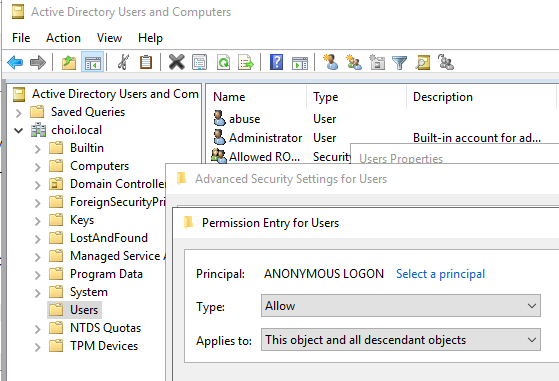 Active Directory Users and Computers
File Action View Help
Active Directory Users and Com
Saved Queries
choi.local
Builtin
Computers
Domain Controller
ForeignSecurityPri
Keys
LostAndFound
Managed Service A
Program Data
System
Users
NTDS Quotas
TPM Devices
Name Type Description
abuse User
Administrator User Built-in account for ad...
Allowed RO... Security
Users Properties
Advanced Security Settings for Users
Permission Entry for Users
Principal: ANONYMOUS LOGON Select a principal
Type: Allow
Applies to: This object and all descendant objects